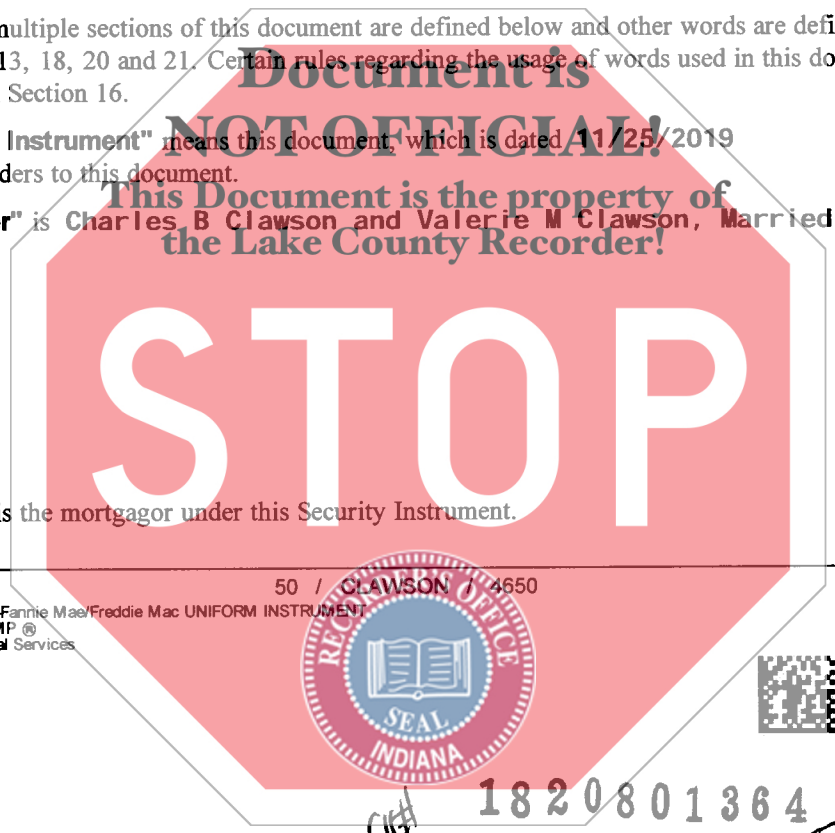 multiple sections of this document are defined below and other words are defi
Document is
13, 18, 20 and 21. Certain rules regarding the usage of words used in this do
Section 16.
NOT OFFICIAL!
Instrument" means this document, which is dated 11/25/2019
ders to this document.
This Document is the property of
r" is Charles B Clawson and Valerie M Clawson, Married
the Lake County Recorder!
STOP
is the mortgagor under this Security Instrument.
50 / CLAWSON / 4650
-Fannie Mae/Freddie Mac UNIFORM INSTRUMENT
MP ®
al Services
RECORDER'S OFFICE
SEAL
INDIANA
1820801364